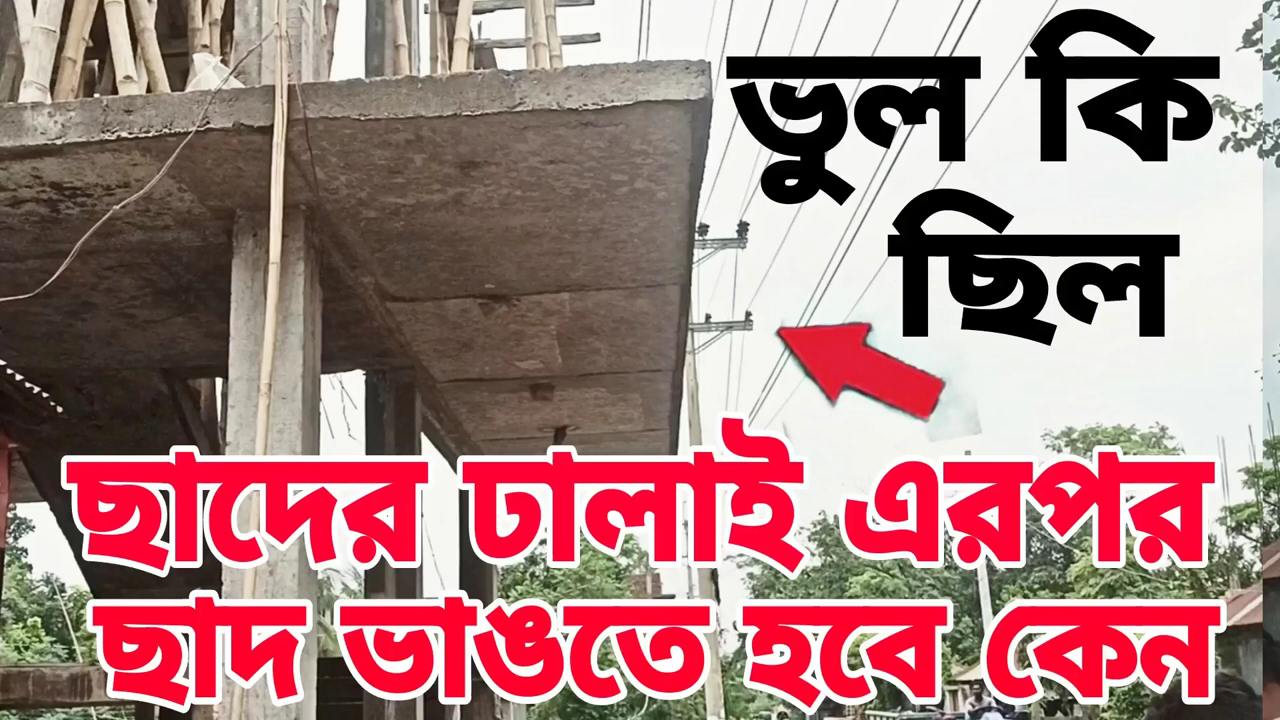 ভুল কি
ছিল
ছাদের ঢালাই এরপর
ছাদ ভাঙতে হবে কেন